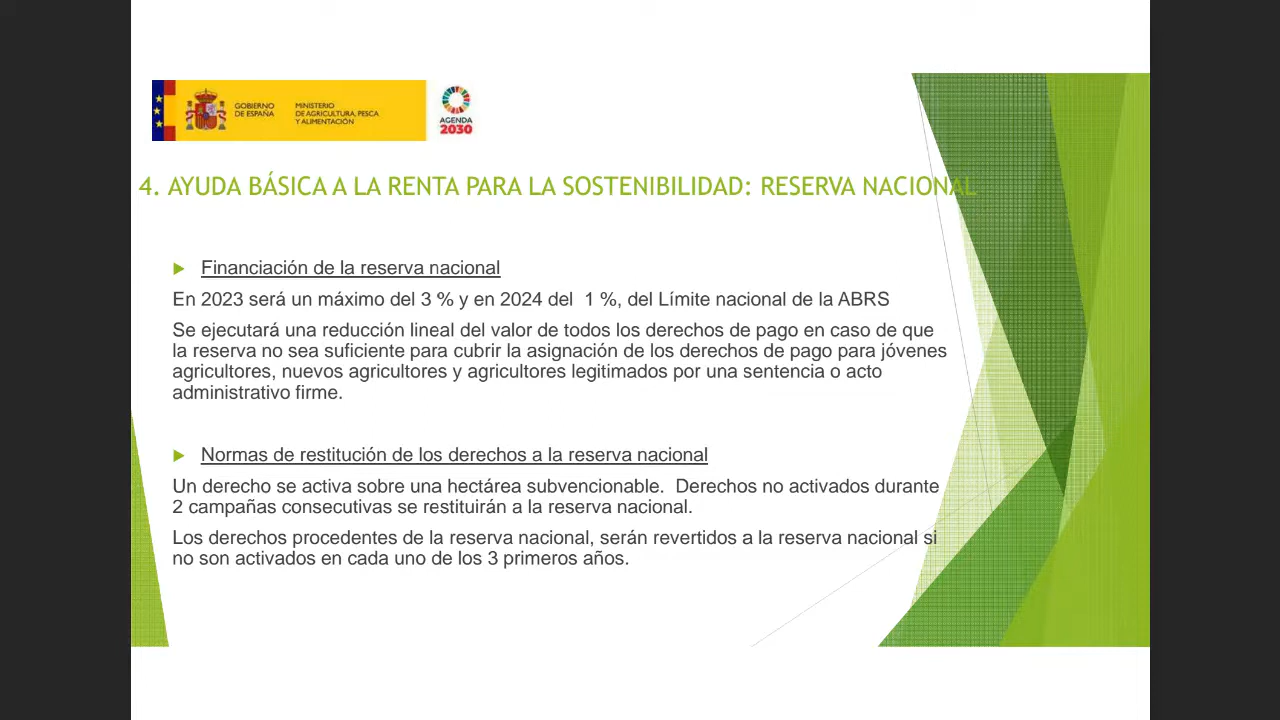 GOBIERNO
DE ESPAÑA
MINISTERIO
DE AGRICULTURA, PESCA
Y ALIMENTACIÓN
AGENDA
2030
4. AYUDA BÁSICA A LA RENTA PARA LA SOSTENIBILIDAD: RESERVA NACIONAL
Financiación de la reserva nacional
En 2023 será un máximo del 3 % y en 2024 del  1 %, del Límite nacional de la ABRS
Se ejecutará una reducción lineal del valor de todos los derechos de pago en caso de que
la reserva no sea suficiente para cubrir la asignación de los derechos de pago para jóvenes
agricultores, nuevos agricultores y agricultores legitimados por una sentencia o acto
administrativo firme.
Normas de restitución de los derechos a la reserva nacional
Un derecho se activa sobre una hectárea subvencionable.  Derechos no activados durante
2 campañas consecutivas se restituirán a la reserva nacional.
Los derechos procedentes de la reserva nacional, serán revertidos a la reserva nacional si
no son activados en cada uno de los 3 primeros años.